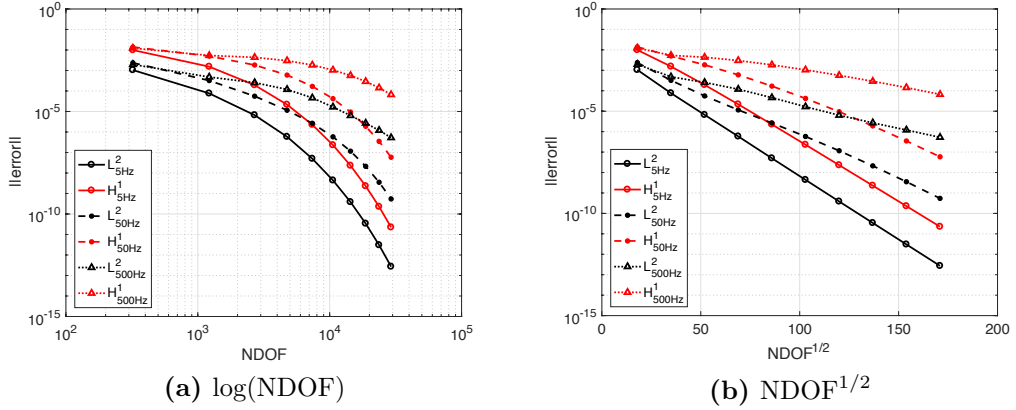 10^0
10^-5
10^-10
10^-15
||error||
L^2_5Hz
H^1_5Hz
L^2_50Hz
H^1_50Hz
L^2_500Hz
H^1_500Hz
10^2
10^3
10^4
10^5
NDOF
(a) log(NDOF)
10^0
10^-5
10^-10
10^-15
||error||
L^2_5Hz
H^1_5Hz
L^2_50Hz
H^1_50Hz
L^2_500Hz
H^1_500Hz
0
50
100
150
200
NDOF^1/2
(b) NDOF^1/2